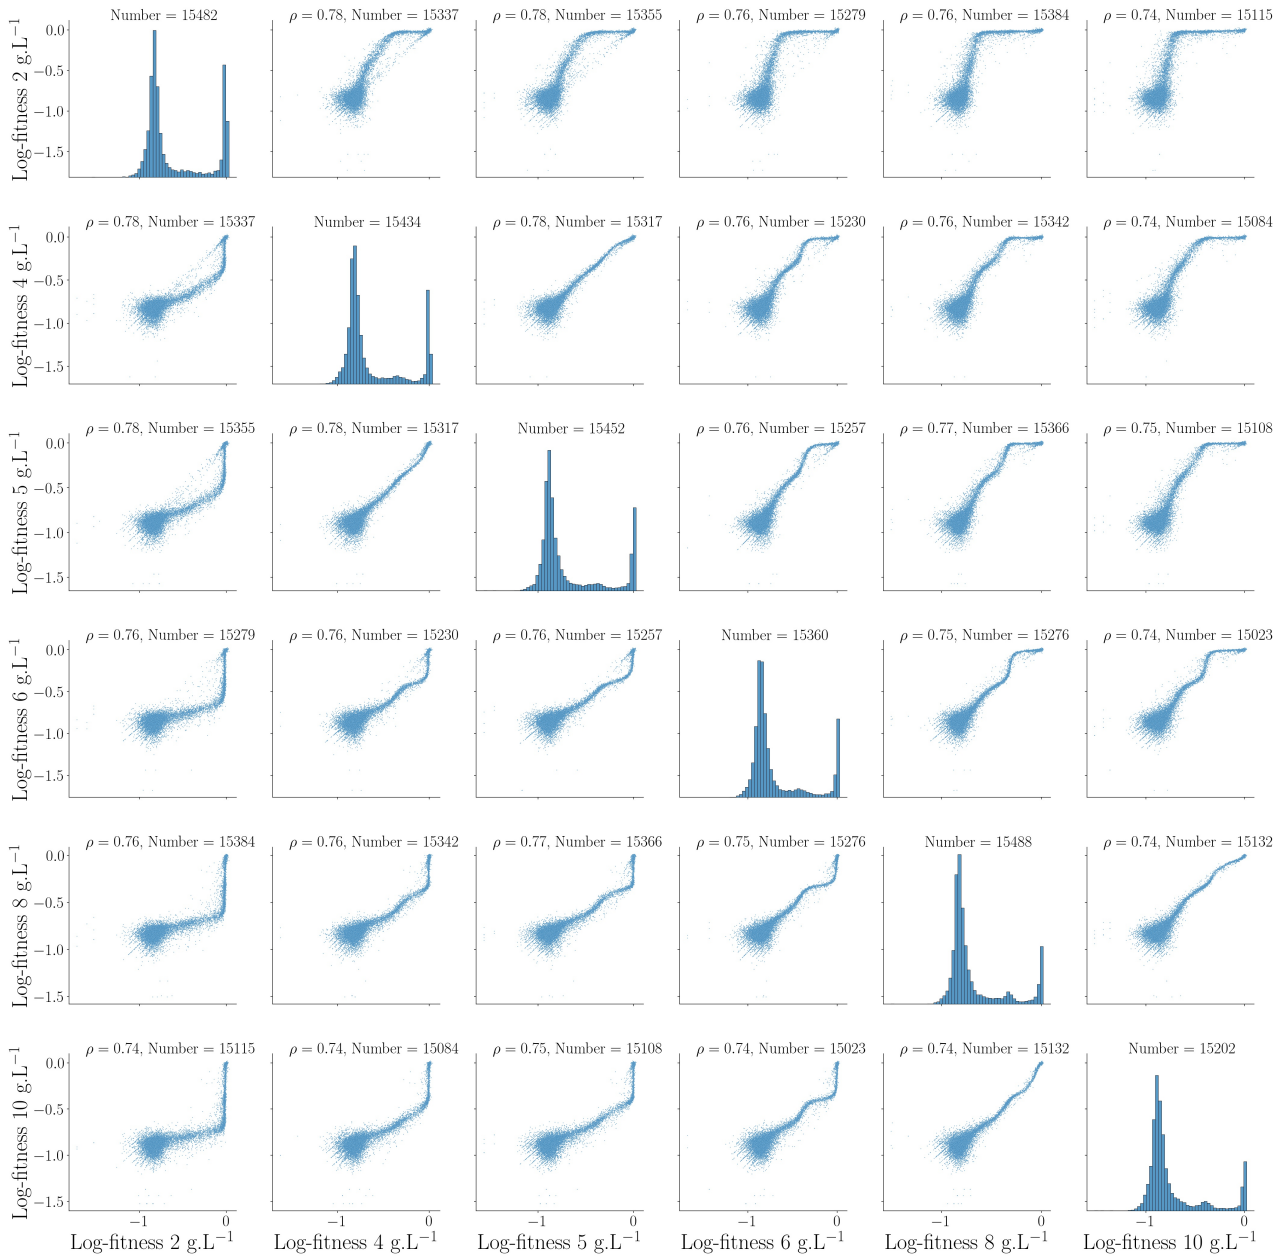 Number = 15482
ρ = 0.78, Number = 15337
ρ = 0.78, Number = 15355
ρ = 0.76, Number = 15279
ρ = 0.76, Number = 15384
ρ = 0.74, Number = 15115
Log-fitness 2 g.L⁻¹
0.0
−0.5
−1.0
−1.5
ρ = 0.78, Number = 15337
Number = 15434
ρ = 0.78, Number = 15317
ρ = 0.76, Number = 15230
ρ = 0.76, Number = 15342
ρ = 0.74, Number = 15084
Log-fitness 4 g.L⁻¹
0.0
−0.5
−1.0
−1.5
ρ = 0.78, Number = 15355
ρ = 0.78, Number = 15317
Number = 15452
ρ = 0.76, Number = 15257
ρ = 0.77, Number = 15366
ρ = 0.75, Number = 15108
Log-fitness 5 g.L⁻¹
0.0
−0.5
−1.0
−1.5
ρ = 0.76, Number = 15279
ρ = 0.76, Number = 15230
ρ = 0.76, Number = 15257
Number = 15360
ρ = 0.75, Number = 15276
ρ = 0.74, Number = 15023
Log-fitness 6 g.L⁻¹
0.0
−0.5
−1.0
−1.5
ρ = 0.76, Number = 15384
ρ = 0.76, Number = 15342
ρ = 0.77, Number = 15366
ρ = 0.75, Number = 15276
Number = 15488
ρ = 0.74, Number = 15132
Log-fitness 8 g.L⁻¹
0.0
−0.5
−1.0
−1.5
ρ = 0.74, Number = 15115
ρ = 0.74, Number = 15084
ρ = 0.75, Number = 15108
ρ = 0.74, Number = 15023
ρ = 0.74, Number = 15132
Number = 15202
Log-fitness 10 g.L⁻¹
0.0
−0.5
−1.0
−1.5
−1 0
−1 0
−1 0
−1 0
−1 0
−1 0
Log-fitness 2 g.L⁻¹
Log-fitness 4 g.L⁻¹
Log-fitness 5 g.L⁻¹
Log-fitness 6 g.L⁻¹
Log-fitness 8 g.L⁻¹
Log-fitness 10 g.L⁻¹